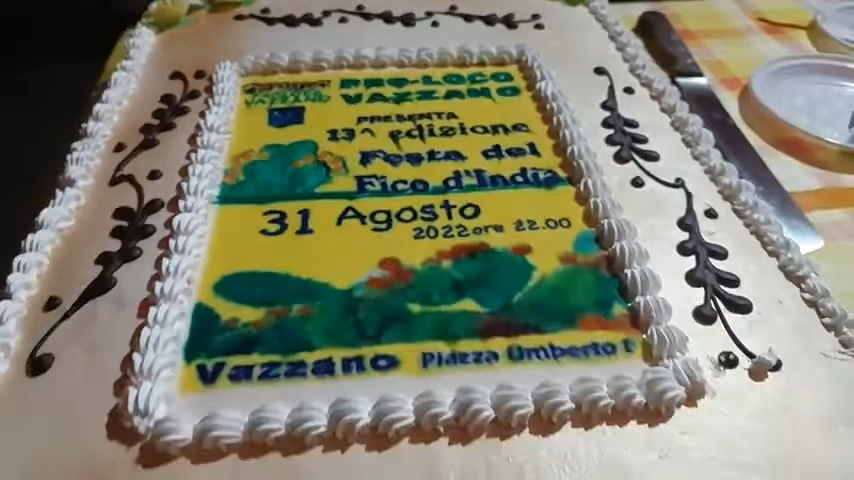 PRO-LOCO
VAZZANO
PRESENTA
13^ edizione
Festa del
Fico d'India
31 Agosto
2022 ore 22.00
Vazzano Piazza Umberto I